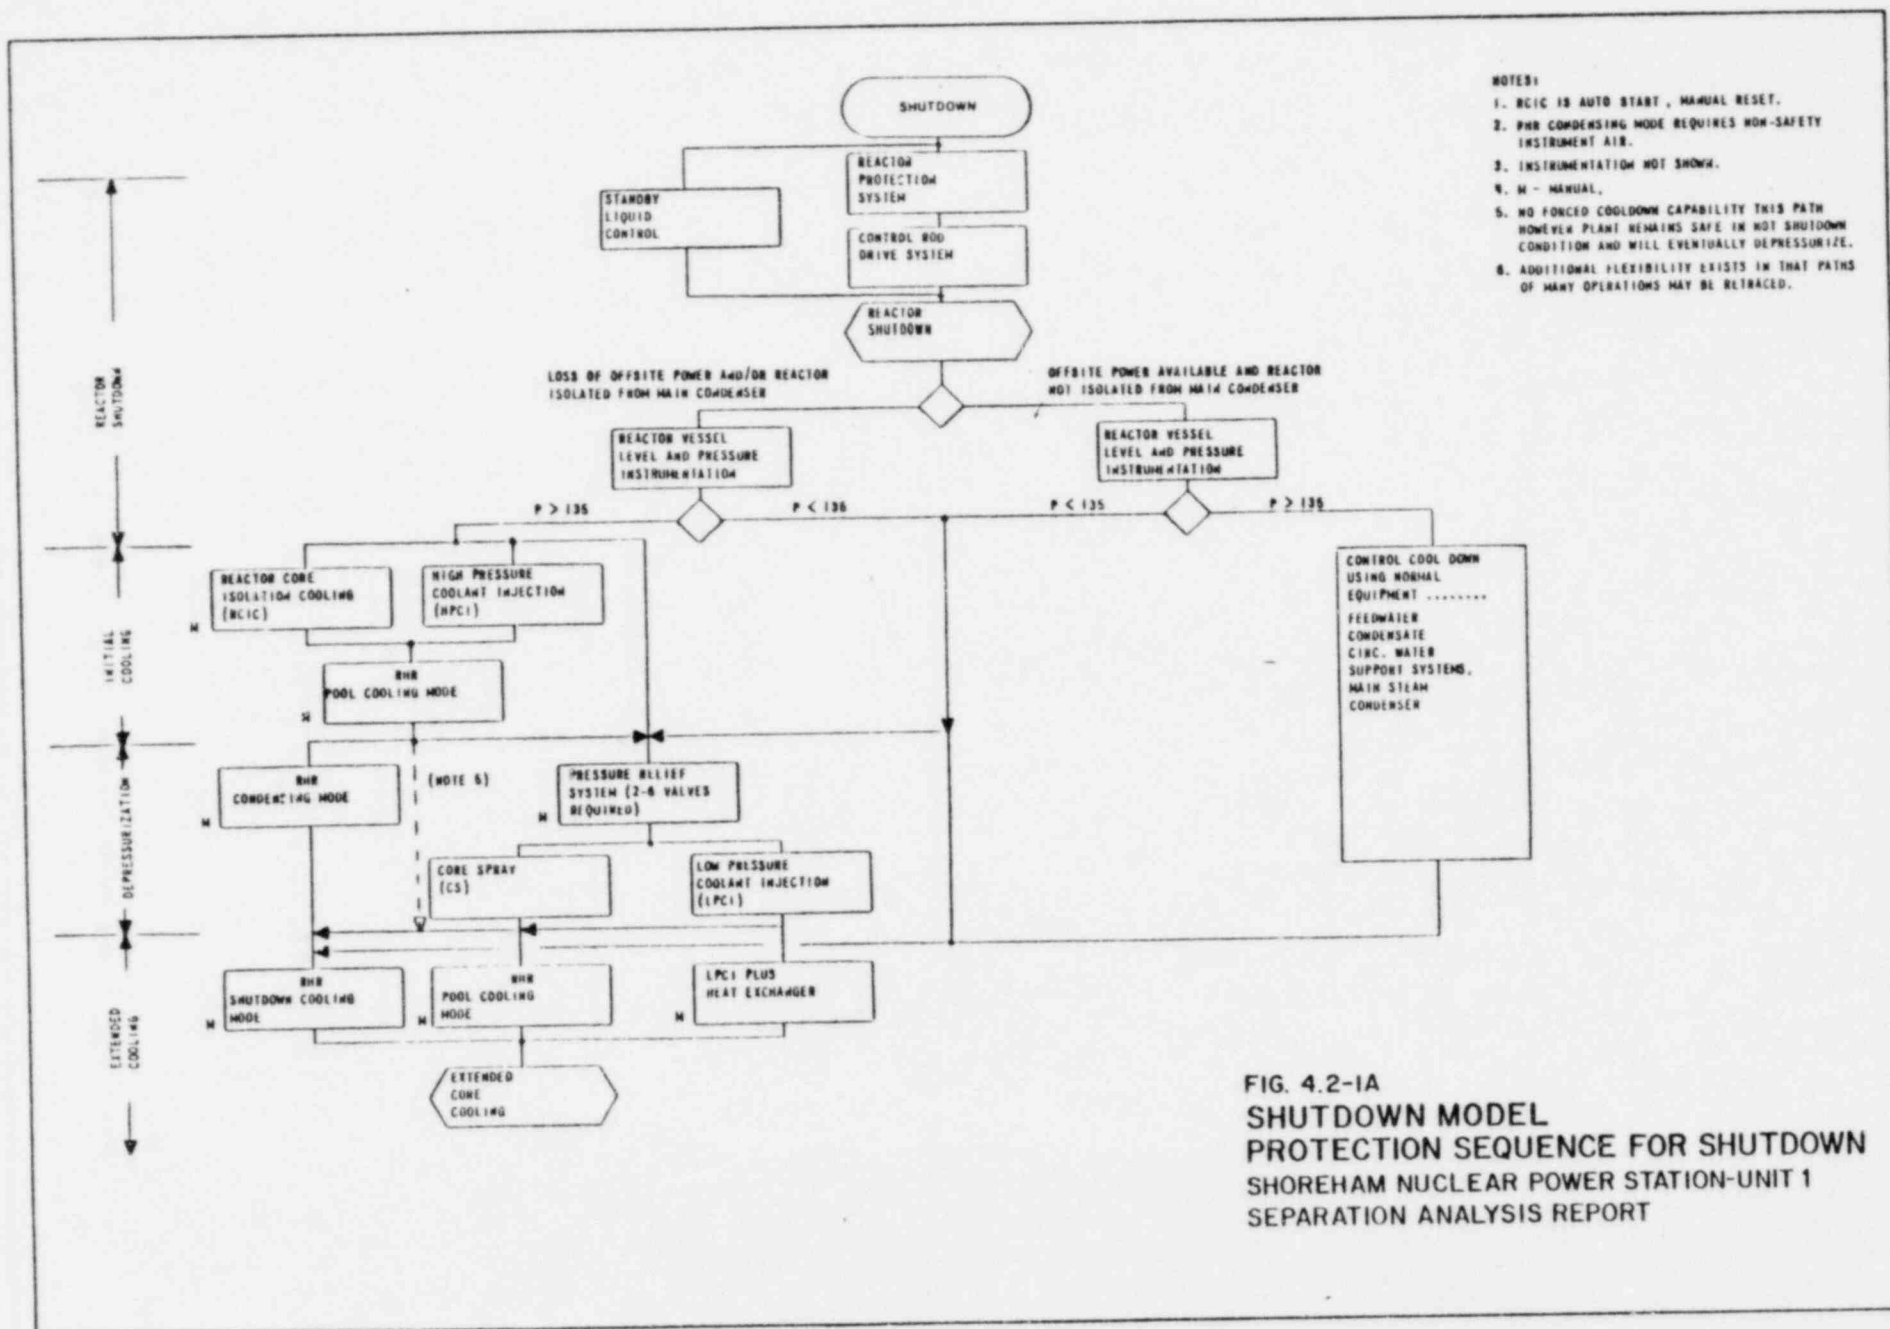 SHUTDOWN
REACTOR
PROTECTION
SYSTEM
STANDBY
LIQUID
CONTROL
CONTROL ROD
DRIVE SYSTEM
REACTOR
SHUTDOWN
NOTES:
1. RCIC IS AUTO START , MANUAL RESET.
2. RHR CONDENSING MODE REQUIRES NON-SAFETY
INSTRUMENT AIR.
3. INSTRUMENTATION NOT SHOWN.
4. M - MANUAL.
5. NO FORCED COOLDOWN CAPABILITY THIS PATH
HOWEVER PLANT REMAINS SAFE IN HOT SHUTDOWN
CONDITION AND WILL EVENTUALLY DEPRESSURIZE.
6. ADDITIONAL FLEXIBILITY EXISTS IN THAT PATHS
OF MANY OPERATIONS MAY BE RETRACED.
LOSS OF OFFSITE POWER AND/OR REACTOR
ISOLATED FROM MAIN CONDENSER
OFFSITE POWER AVAILABLE AND REACTOR
NOT ISOLATED FROM MAIN CONDENSER
REACTOR
SHUTDOWN
REACTOR VESSEL
LEVEL AND PRESSURE
INSTRUMENTATION
REACTOR VESSEL
LEVEL AND PRESSURE
INSTRUMENTATION
P > 135
P < 135
P < 135
P > 135
INITIAL
COOLING
REACTOR CORE
ISOLATION COOLING
(RCIC)
M
HIGH PRESSURE
COOLANT INJECTION
(HPCI)
CONTROL COOL DOWN
USING NORMAL
EQUIPMENT ........
FEEDWATER
CONDENSATE
CIRC. WATER
SUPPORT SYSTEMS,
MAIN STEAM
CONDENSER
RHR
POOL COOLING MODE
M
DEPRESSURIZATION
RHR
CONDENCING MODE
M
(NOTE 5)
PRESSURE RELIEF
SYSTEM (2-6 VALVES
REQUIRED)
M
CORE SPRAY
(CS)
LOW PRESSURE
COOLANT INJECTION
(LPCI)
EXTENDED
COOLING
RHR
SHUTDOWN COOLING
MODE
M
RHR
POOL COOLING
MODE
M
LPCI PLUS
HEAT EXCHANGER
M
EXTENDED
CORE
COOLING
FIG. 4.2-1A
SHUTDOWN MODEL
PROTECTION SEQUENCE FOR SHUTDOWN
SHOREHAM NUCLEAR POWER STATION-UNIT 1
SEPARATION ANALYSIS REPORT